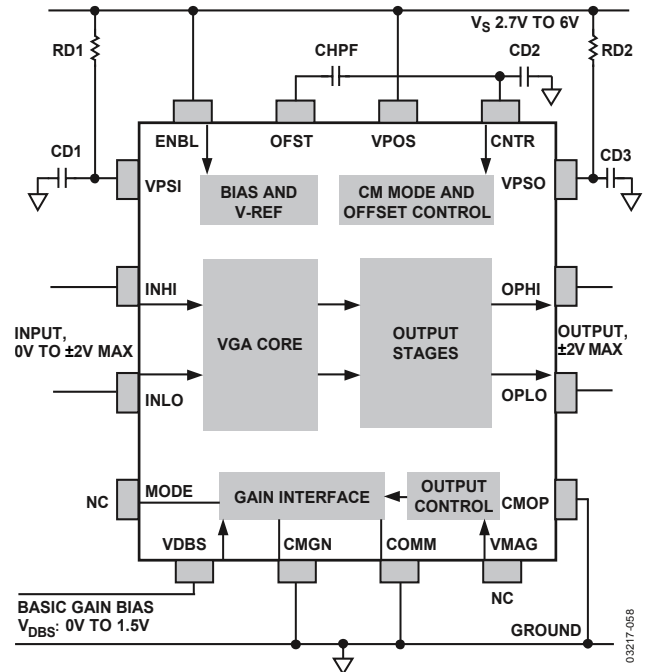 VS 2.7V TO 6V
RD1
CHPF
CD2
RD2
ENBL
OFST
VPOS
CNTR
CD1
CD3
VPSI
BIAS AND
V-REF
CM MODE AND
OFFSET CONTROL
VPSO
INHI
OPHI
INPUT,
0V TO ±2V MAX
VGA CORE
OUTPUT
STAGES
OUTPUT,
±2V MAX
INLO
OPLO
NC
MODE
GAIN INTERFACE
OUTPUT
CONTROL
CMOP
VDBS
CMGN
COMM
VMAG
NC
BASIC GAIN BIAS
VDBS: 0V TO 1.5V
GROUND
03217-058